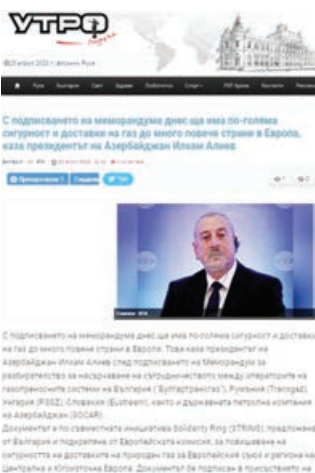 УТРО
Русе
С подписването на меморандума днес ще има по-голяма
сигурност и доставки на газ до много повече страни в Европа,
каза президентът на Азербайджан Илхам Алиев
С подписването на меморандума днес ще има по-голяма сигурност и доставки
на газ до много повече страни в Европа. Това каза президентът на
Азербайджан Илхам Алиев след подписването на Меморандум за
разбирателство за насърчаване на сътрудничеството между операторите на
газопреносните системи на България ("Булгартрансгаз"), Румъния (Transgaz),
Унгария (FGSZ), Словакия (Eustream), както и държавната петролна компания
на Азербайджан (SOCAR).
Документът е по съвместната инициатива Solidarity Ring (STRING), предложена
от България и подкрепена от Европейската комисия, за повишаване на
сигурността на доставките на природен газ за Европейския съюз и региона на
Централна и Югоизточна Европа. Документът бе подписан в присъствието на